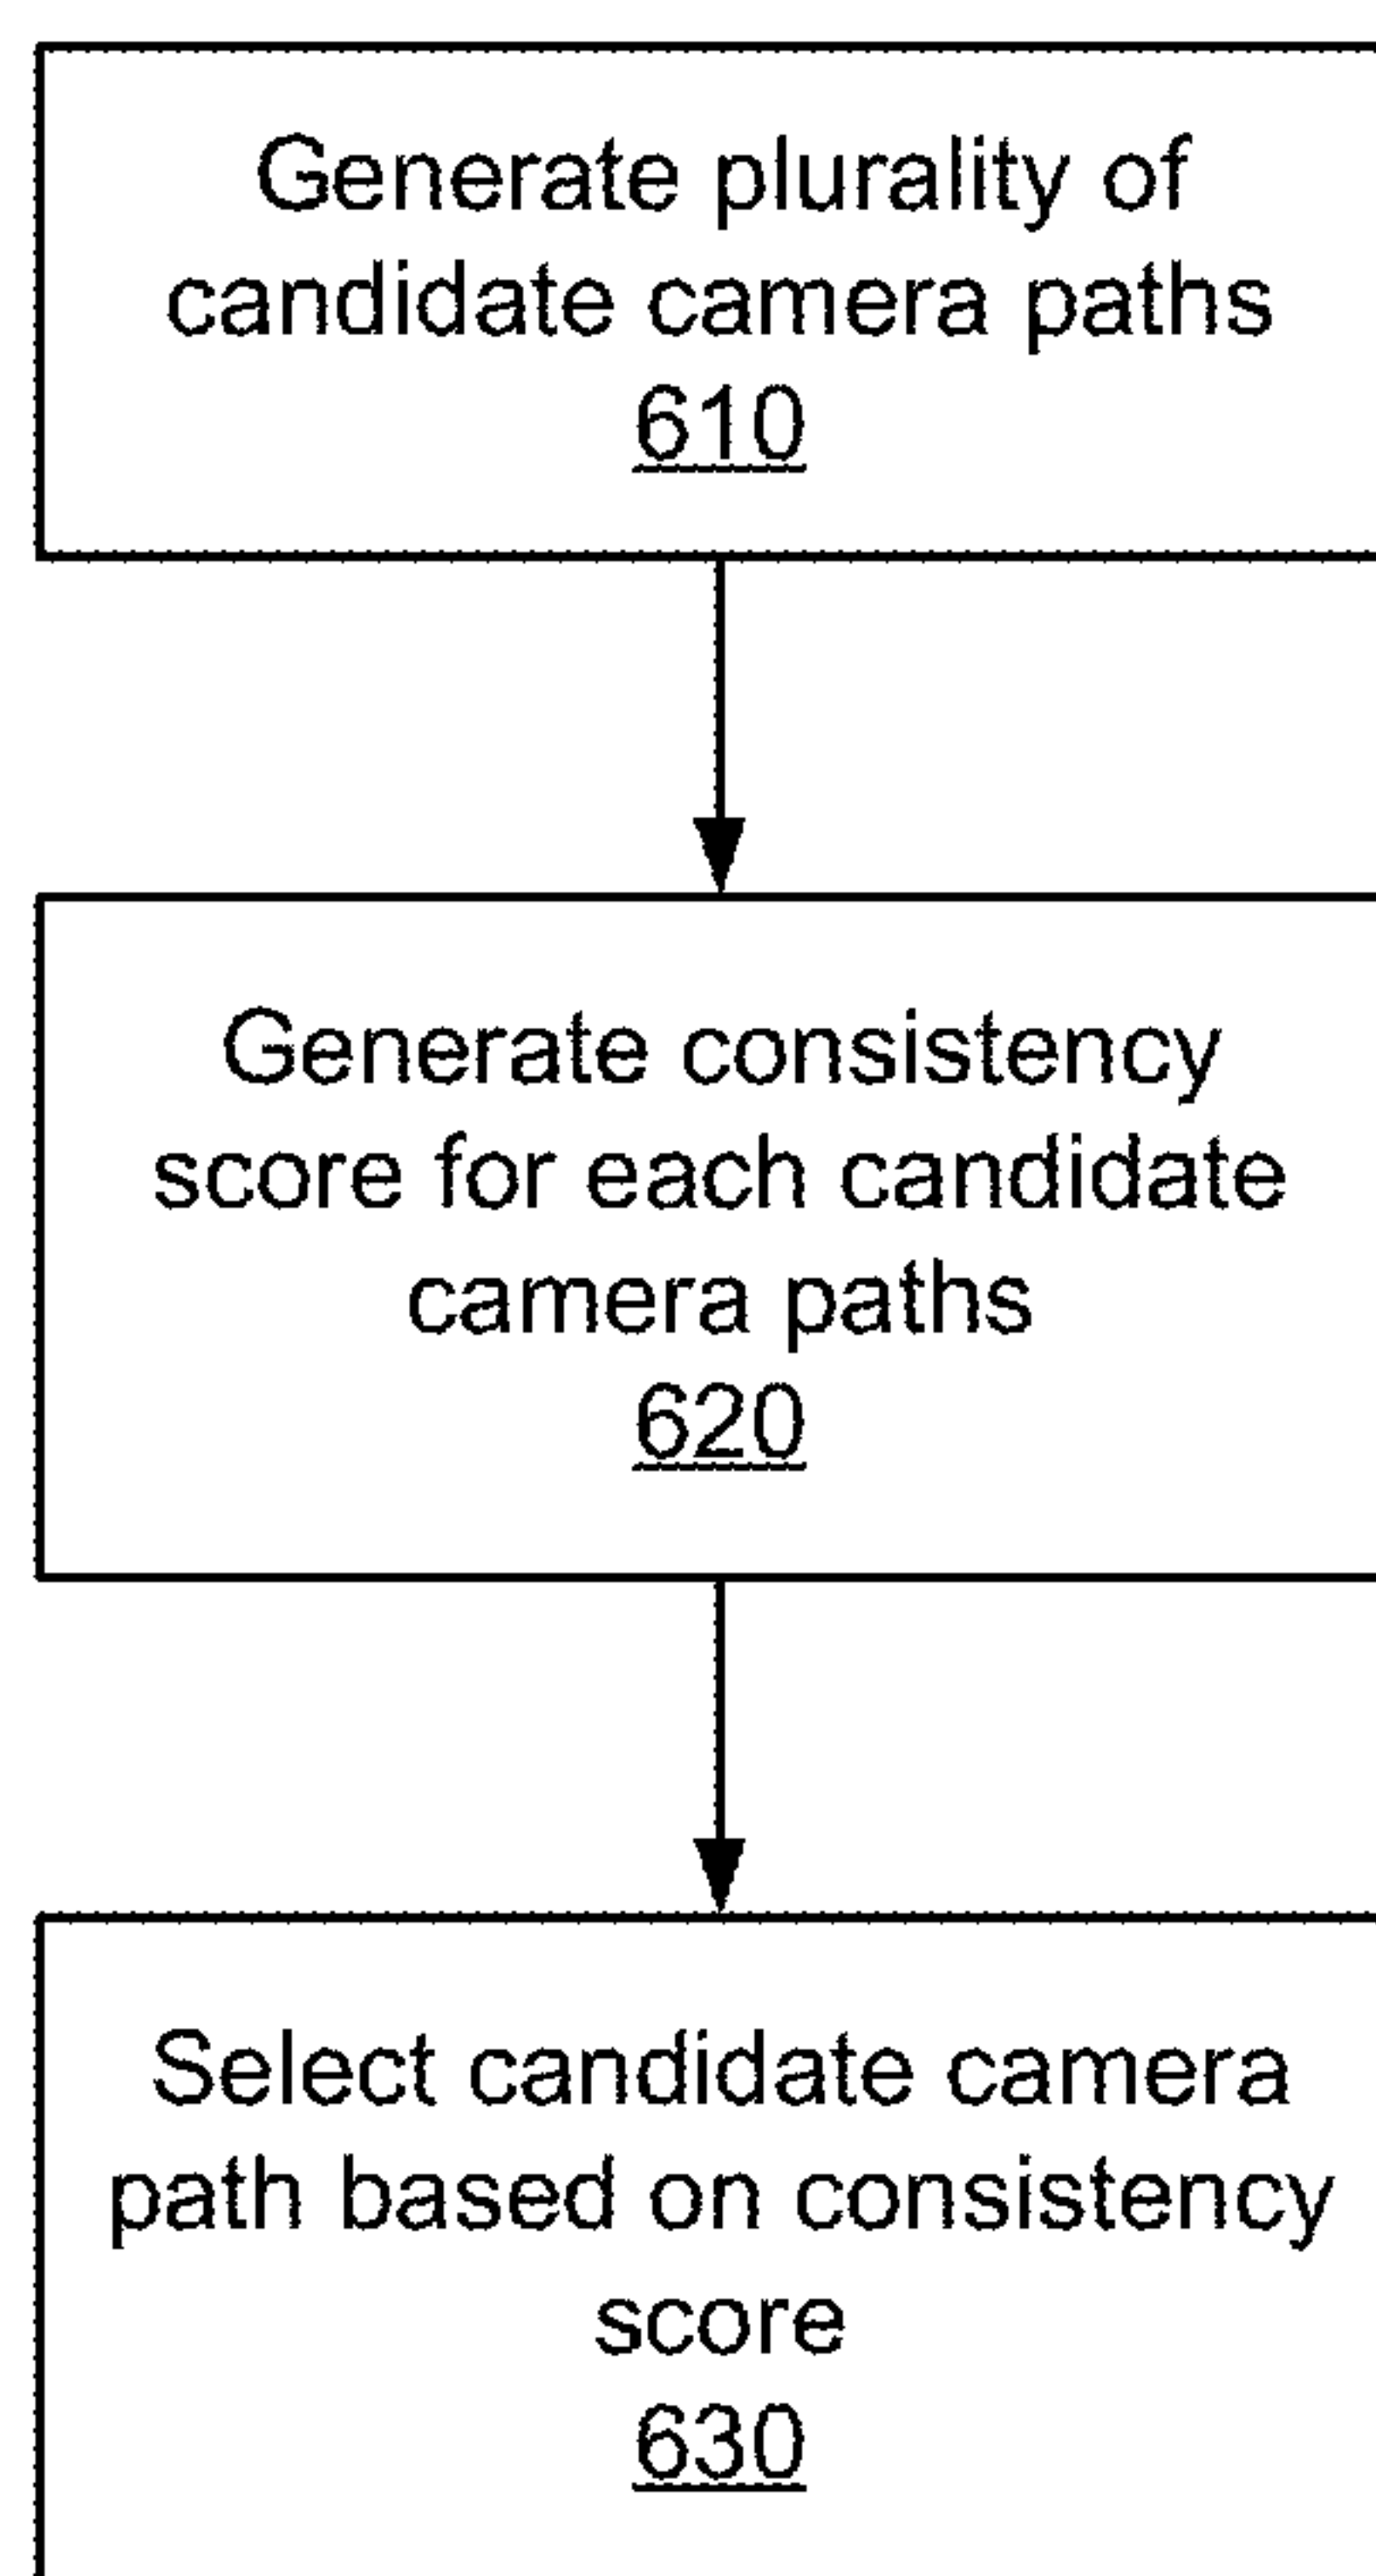 Generate plurality of
candidate camera paths
610
Generate consistency
score for each candidate
camera paths
620
Select candidate camera
path based on consistency
score
630